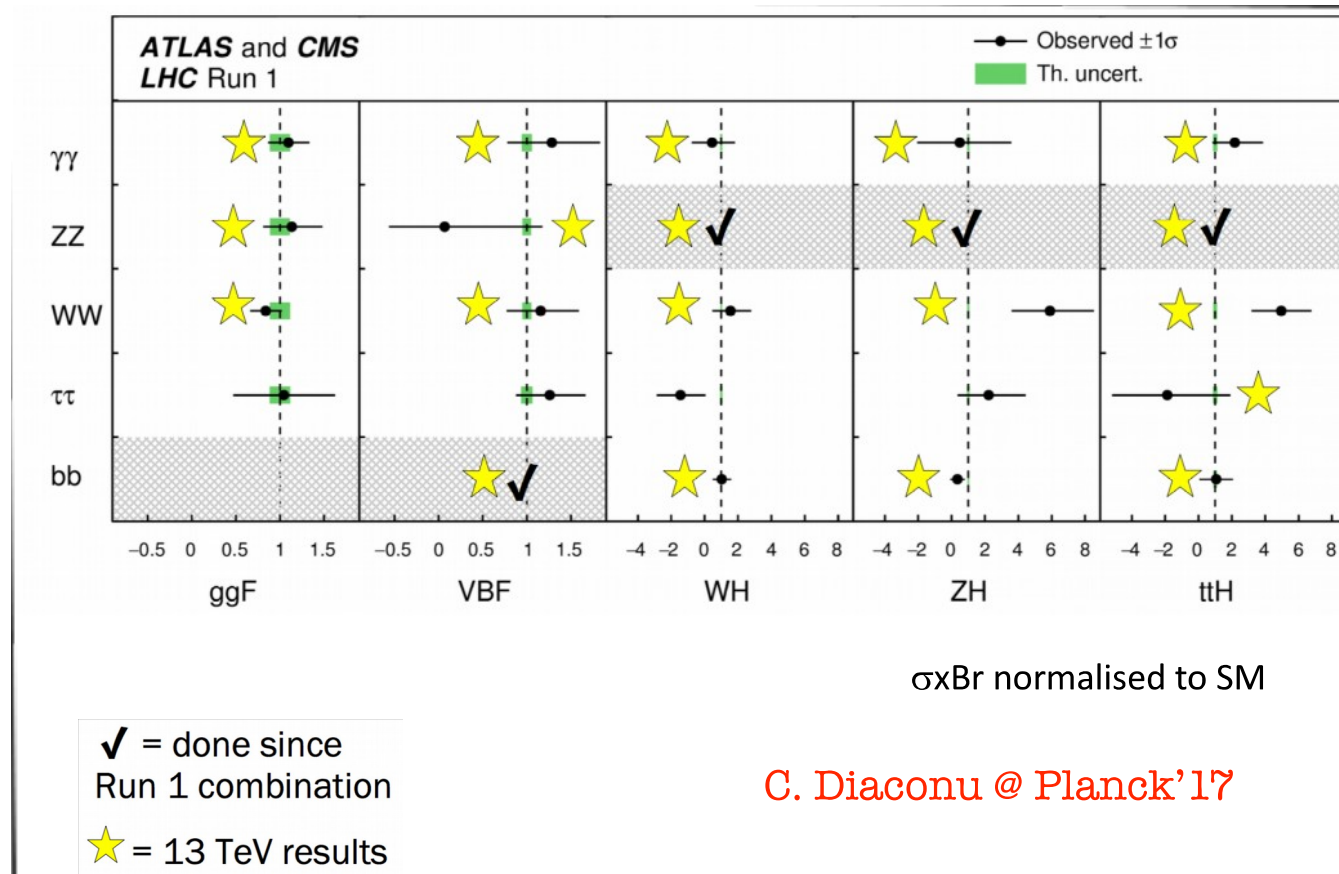 ATLAS and CMS
LHC Run 1
Observed ±1σ
Th. uncert.
γγ
ZZ
WW
ττ
bb
−0.5 0 0.5 1 1.5
−0.5 0 0.5 1 1.5
−4 −2 0 2 4 6 8
−4 −2 0 2 4 6 8
−4 −2 0 2 4 6 8
ggF
VBF
WH
ZH
ttH
σxBr normalised to SM
✓ = done since
Run 1 combination
= 13 TeV results
C. Diaconu @ Planck’17